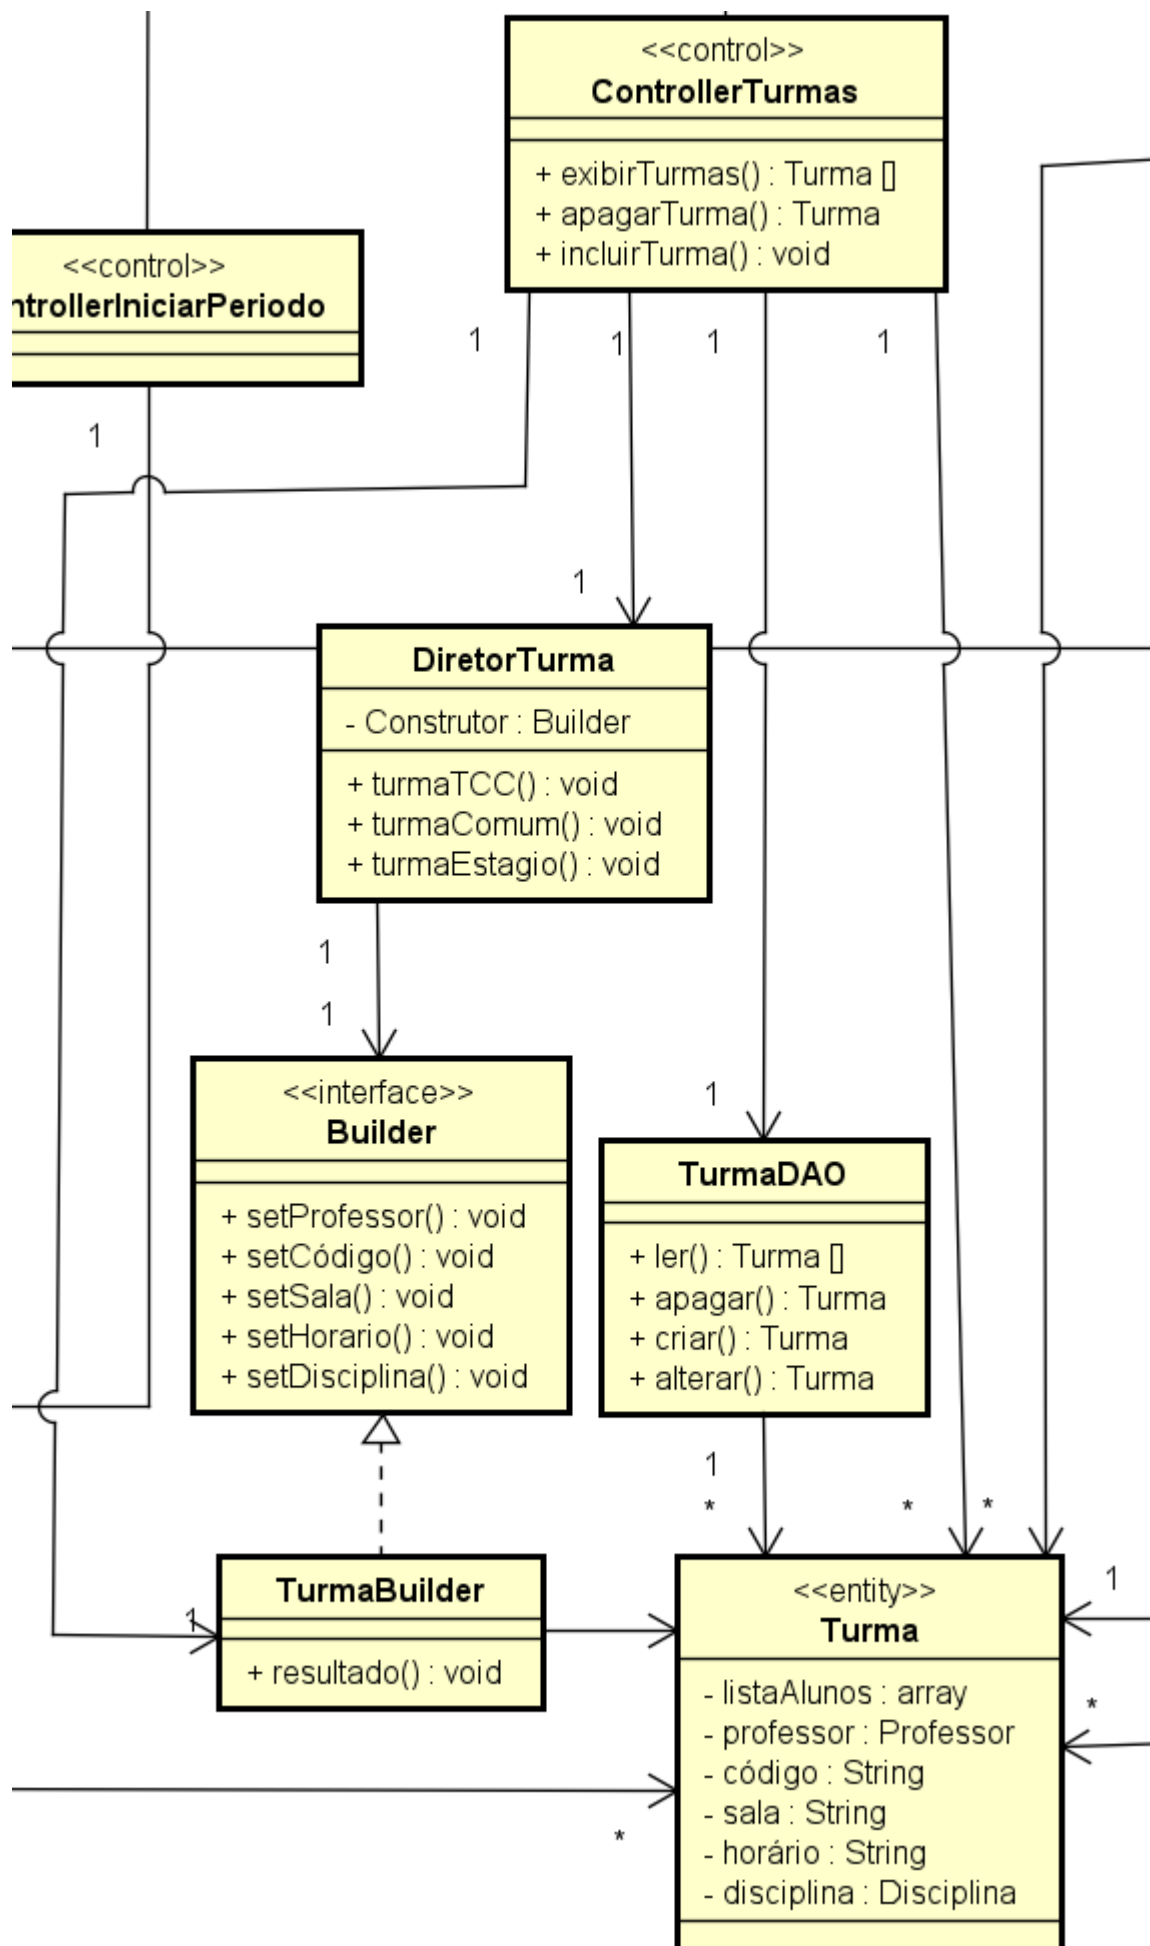 <<control>>
ControllerTurmas
+ exibirTurmas() : Turma []
+ apagarTurma() : Turma
+ incluirTurma() : void
<<control>>
ntrollerIniciarPeriodo
1
1
1
1
1
1
DiretorTurma
- Construtor : Builder
+ turmaTCC() : void
+ turmaComum() : void
+ turmaEstagio() : void
1
1
<<interface>>
Builder
+ setProfessor() : void
+ setCódigo() : void
+ setSala() : void
+ setHorario() : void
+ setDisciplina() : void
1
TurmaDAO
+ ler() : Turma []
+ apagar() : Turma
+ criar() : Turma
+ alterar() : Turma
1
*
*
*
1
TurmaBuilder
+ resultado() : void
<<entity>>
Turma
- listaAlunos : array
- professor : Professor
- código : String
- sala : String
- horário : String
- disciplina : Disciplina
1
*
*